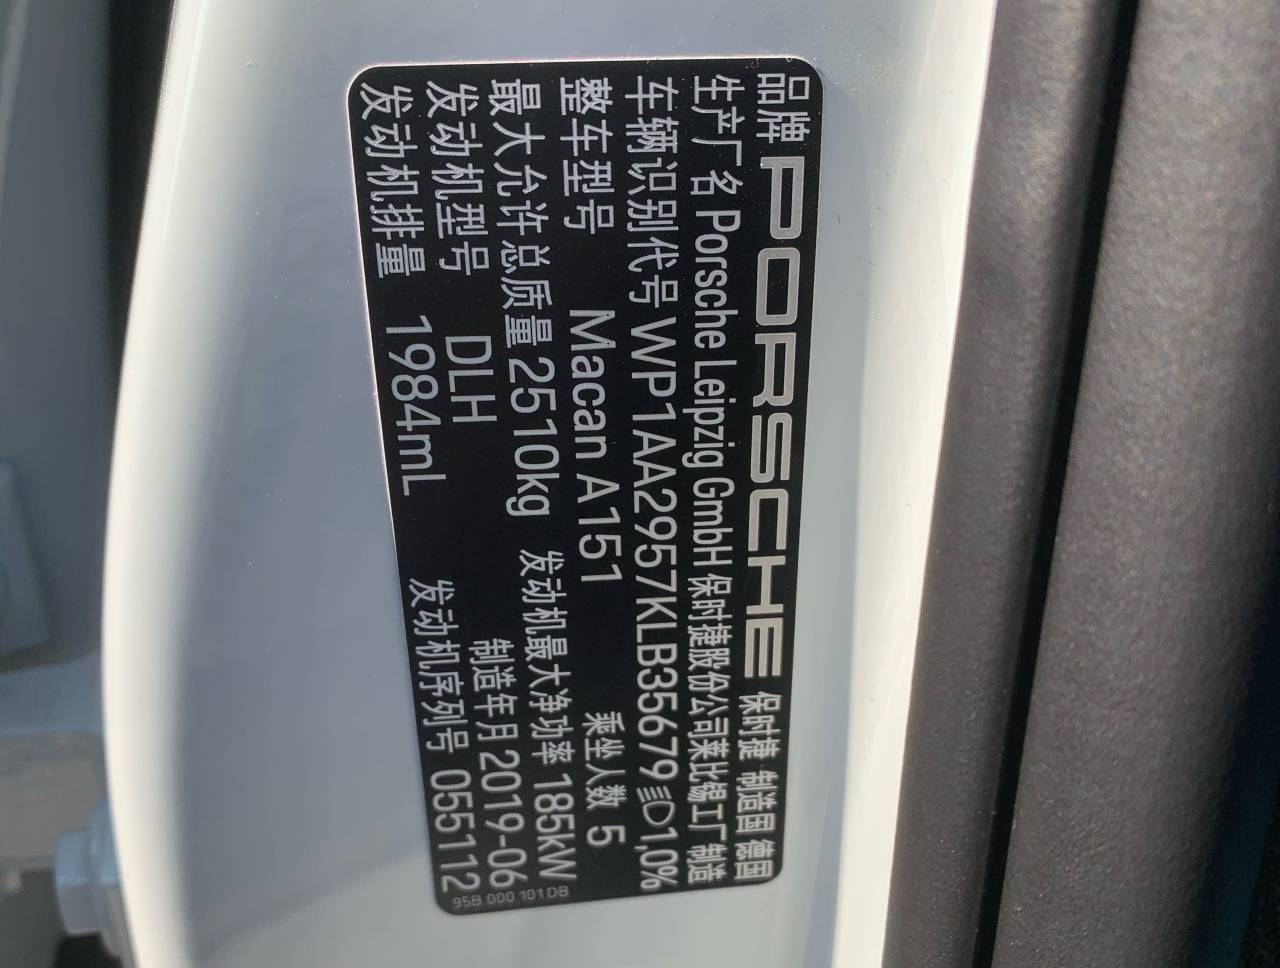 品牌 PORSCHE 保时捷 制造国 德国
生产厂名 Porsche Leipzig GmbH 保时捷股份公司莱比锡工厂制造
车辆识别代号 WP1AA2957KLB35679 1,0%
整车型号 Macan A151 乘坐人数 5
最大允许总质量 2510kg 发动机最大净功率 185kW
发动机型号 DLH 制造年月 2019-06
发动机排量 1984mL 发动机序列号 055112
95B 000 101 DB